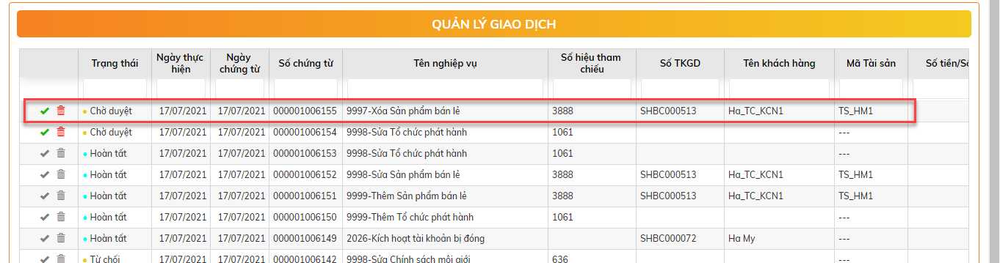 QUẢN LÝ GIAO DỊCH
Trạng thái Ngày thực hiện Ngày chứng từ Số chứng từ Tên nghiệp vụ Số hiệu tham chiếu Số TKGD Tên khách hàng Mã Tài sản Số tiền/Số
Chờ duyệt 17/07/2021 17/07/2021 000001006155 9997-Xóa Sản phẩm bán lẻ 3888 SHBC000513 Ha_TC_KCN1 TS_HM1
Chờ duyệt 17/07/2021 17/07/2021 000001006154 9998-Sửa Tổ chức phát hành 1061 ---
Hoàn tất 17/07/2021 17/07/2021 000001006153 9998-Sửa Tổ chức phát hành 1061 ---
Hoàn tất 17/07/2021 17/07/2021 000001006152 9998-Sửa Sản phẩm bán lẻ 3888 SHBC000513 Ha_TC_KCN1 TS_HM1
Hoàn tất 17/07/2021 17/07/2021 000001006151 9999-Thêm Sản phẩm bán lẻ 3888 SHBC000513 Ha_TC_KCN1 TS_HM1
Hoàn tất 17/07/2021 17/07/2021 000001006150 9999-Thêm Tổ chức phát hành 1061 ---
Hoàn tất 17/07/2021 17/07/2021 000001006149 2026-Kích hoạt tài khoản bị đóng SHBC000072 Ha My ---
Từ chối 17/07/2021 17/07/2021 000001006142 9998-Sửa Chính sách môi giới 636 ---